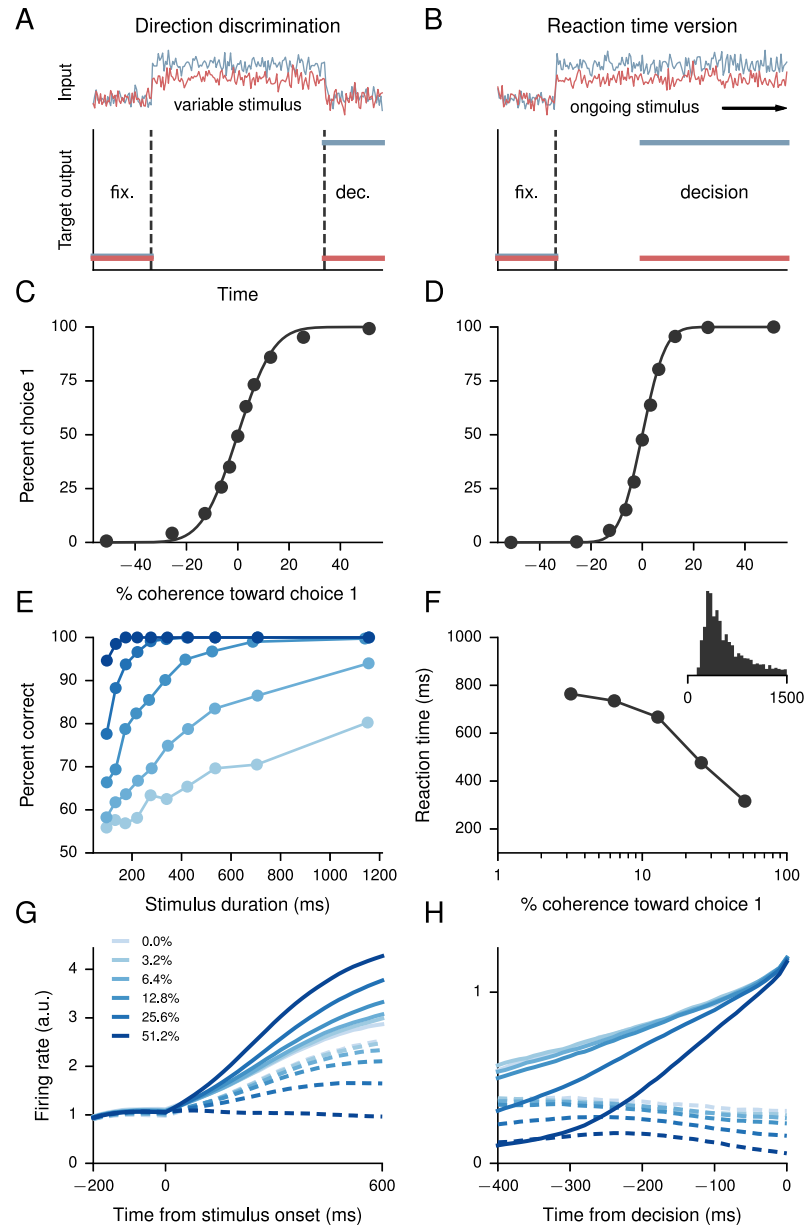 A
Direction discrimination
Input
variable stimulus
Target output
fix.
dec.
Time
B
Reaction time version
ongoing stimulus
fix.
decision
C
Percent choice 1
100
75
50
25
0
−40 −20 0 20 40
% coherence toward choice 1
D
100
75
50
25
0
−40 −20 0 20 40
E
Percent correct
100
90
80
70
60
50
200 400 600 800 1000 1200
Stimulus duration (ms)
F
Reaction time (ms)
1000
800
600
400
200
1 10 100
% coherence toward choice 1
0 1500
G
Firing rate (a.u.)
4
3
2
1
0
0.0%
3.2%
6.4%
12.8%
25.6%
51.2%
−200 0 600
Time from stimulus onset (ms)
H
1
0
−400 −300 −200 −100 0
Time from decision (ms)